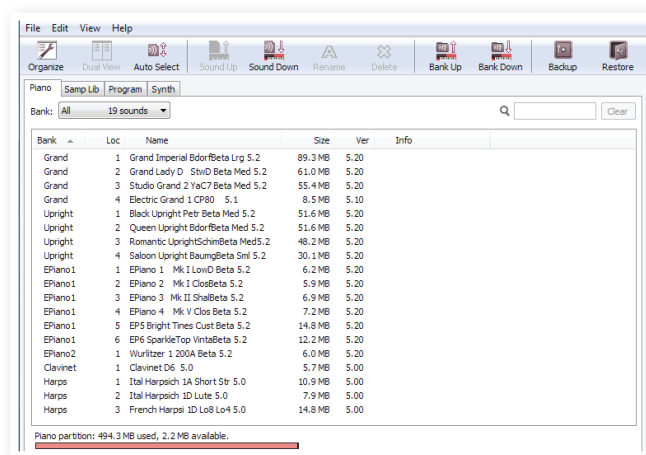 File Edit View Help
Organize Dual View Auto Select Sound Up Sound Down Rename Delete Bank Up Bank Down Backup Restore
Piano Samp Lib Program Synth
Bank: All 19 sounds Clear
Bank Loc Name Size Ver Info
Grand 1 Grand Imperial BdorfBeta Lrg 5.2 89.3 MB 5.20
Grand 2 Grand Lady D StwD Beta Med 5.2 61.0 MB 5.20
Grand 3 Studio Grand 2 YaC7 Beta Med 5.2 55.4 MB 5.20
Grand 4 Electric Grand 1 CP80 5.1 8.5 MB 5.10
Upright 1 Black Upright Petr Beta Med 5.2 51.6 MB 5.20
Upright 2 Queen Upright Bdorf Beta Med 5.2 51.6 MB 5.20
Upright 3 Romantic UprightSchimBeta Med5.2 48.2 MB 5.20
Upright 4 Saloon Upright BaumgBeta Sml 5.2 30.1 MB 5.20
EPiano1 1 EPiano 1 Mk I LowD Beta 5.2 6.2 MB 5.20
EPiano1 2 EPiano 2 Mk I ClosBeta 5.2 5.9 MB 5.20
EPiano1 3 EPiano 3 Mk II ShalBeta 5.2 6.9 MB 5.20
EPiano1 4 EPiano 4 Mk V Clos Beta 5.2 7.2 MB 5.20
EPiano1 5 EP5 Bright Tines Cust Beta 5.2 14.8 MB 5.20
EPiano1 6 EP6 SparkleTop VintaBeta 5.2 12.2 MB 5.20
EPiano2 1 Wurlitzer 1 200A Beta 5.2 6.0 MB 5.20
Clavinet 1 Clavinet D6 5.0 5.7 MB 5.00
Harps 1 Ital Harpsich 1A Short Str 5.0 10.9 MB 5.00
Harps 2 Ital Harpsich 1D Lute 5.0 7.9 MB 5.00
Harps 3 French Harpsi 1D Lo8 Lo4 5.0 14.8 MB 5.00
Piano partition: 494.3 MB used, 2.2 MB available.